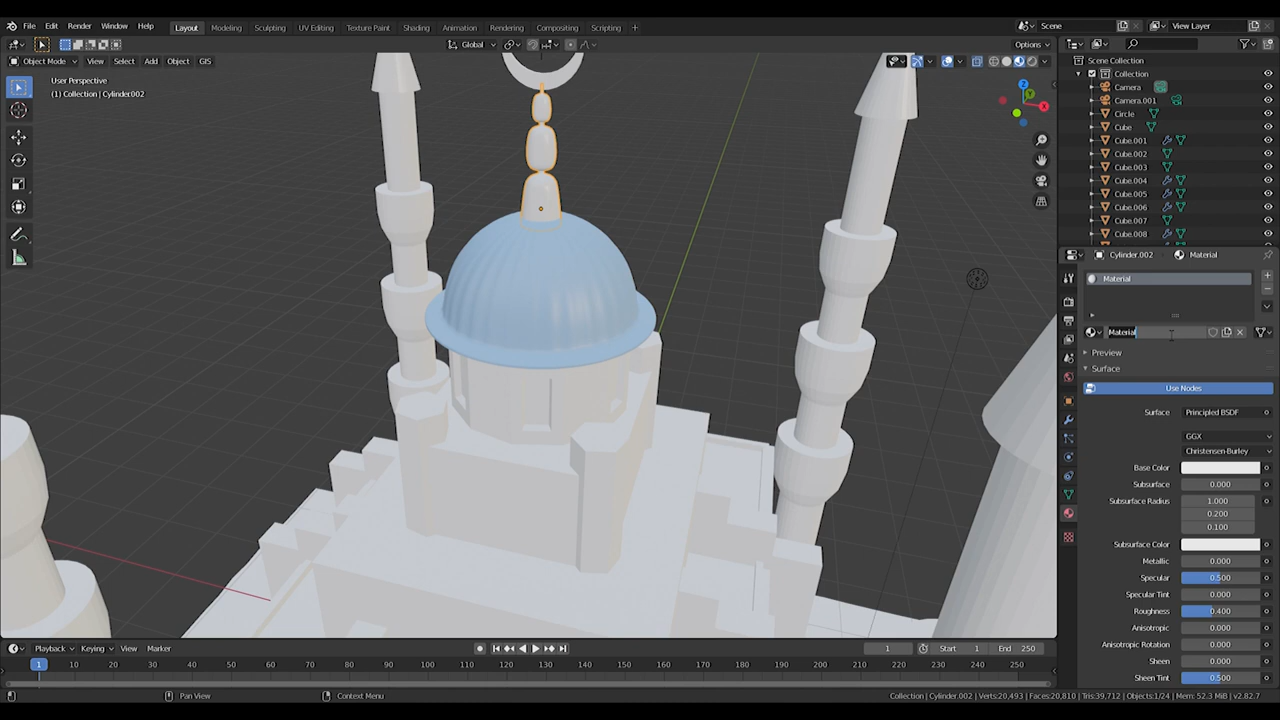 File Edit Render Window Help
Layout Modeling Sculpting UV Editing Texture Paint Shading Animation Rendering Compositing Scripting +
Scene View Layer
Global Options
Object Mode View Select Add Object GIS
User Perspective
(1) Collection | Cylinder.002
Z
Y
X
Scene Collection
Collection
Camera
Camera.001
Circle
Cube
Cube.001
Cube.002
Cube.003
Cube.004
Cube.005
Cube.006
Cube.007
Cube.008
Cylinder.002 Material
Material
Material
Preview
Surface
Use Nodes
Surface Principled BSDF
GGX
Christensen-Burley
Base Color
Subsurface 0.000
Subsurface Radius 1.000
0.200
0.100
Subsurface Color
Metallic 0.000
Specular 0.500
Specular Tint 0.000
Roughness 0.400
Anisotropic 0.000
Anisotropic Rotation 0.000
Sheen 0.000
Sheen Tint 0.500
Playback Keying View Marker 1 Start 1 End 250
1 10 20 30 40 50 60 70 80 90 100 110 120 130 140 150 160 170 180 190 200 210 220 230 240 250
Pan View Context Menu Collection | Cylinder.002 | Verts:20,493 | Faces:20,810 | Tris:39,712 | Objects:1/24 | Mem: 52.3 MiB | v2.82.7